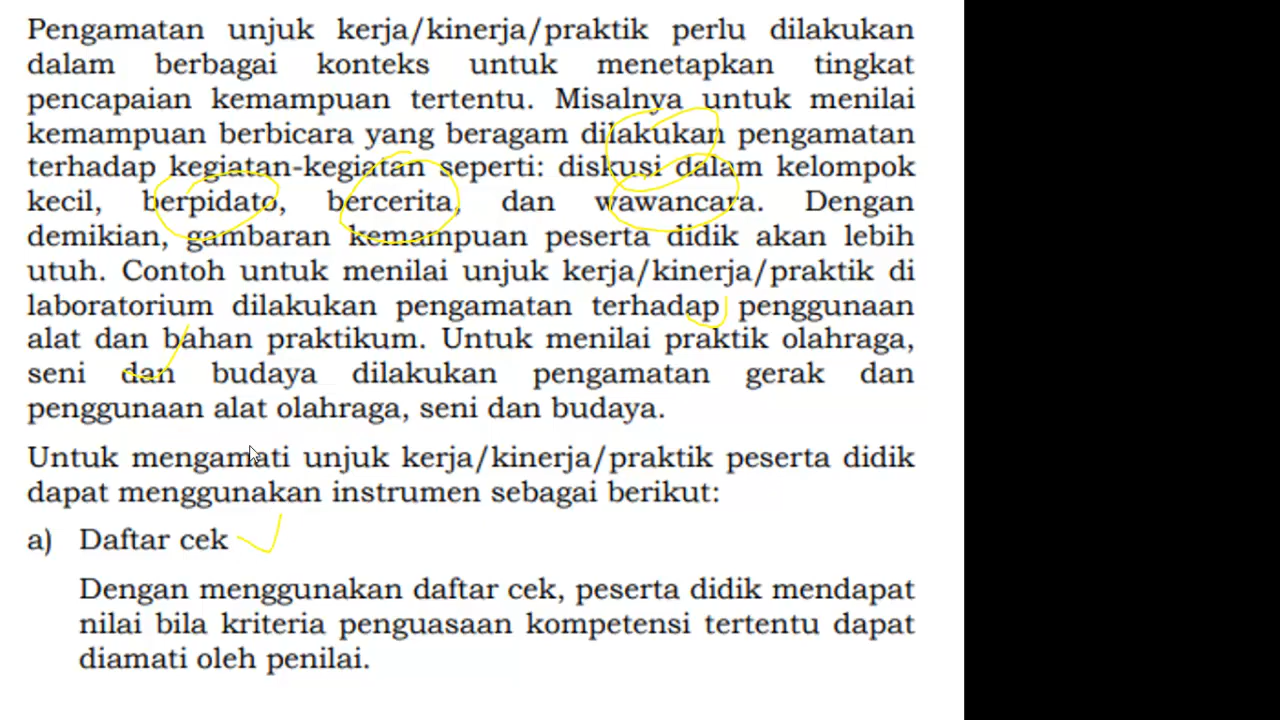 Pengamatan unjuk kerja/kinerja/praktik perlu dilakukan
dalam berbagai konteks untuk menetapkan tingkat
pencapaian kemampuan tertentu. Misalnya untuk menilai
kemampuan berbicara yang beragam dilakukan pengamatan
terhadap kegiatan-kegiatan seperti: diskusi dalam kelompok
kecil, berpidato, bercerita, dan wawancara. Dengan
demikian, gambaran kemampuan peserta didik akan lebih
utuh. Contoh untuk menilai unjuk kerja/kinerja/praktik di
laboratorium dilakukan pengamatan terhadap penggunaan
alat dan bahan praktikum. Untuk menilai praktik olahraga,
seni dan budaya dilakukan pengamatan gerak dan
penggunaan alat olahraga, seni dan budaya.
Untuk mengamati unjuk kerja/kinerja/praktik peserta didik
dapat menggunakan instrumen sebagai berikut:
a) Daftar cek
Dengan menggunakan daftar cek, peserta didik mendapat
nilai bila kriteria penguasaan kompetensi tertentu dapat
diamati oleh penilai.